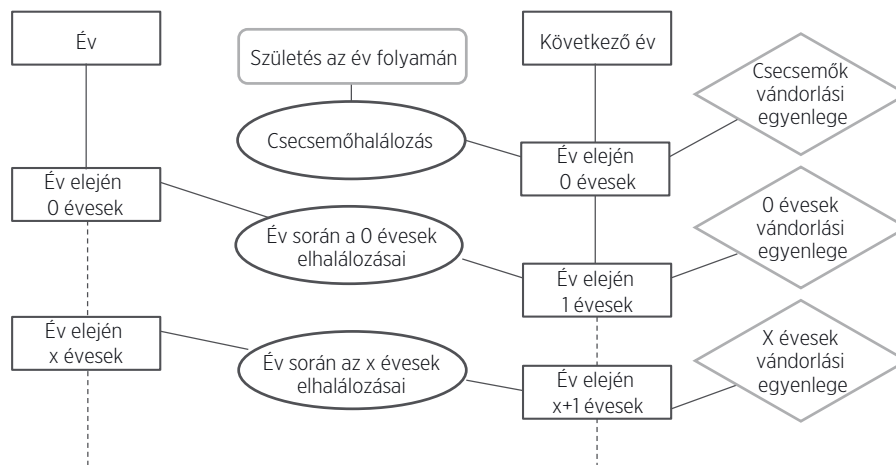 Év
Születés az év folyamán
Következő év
Csecsemők
vándorlási
egyenlege
Csecsemőhalálozás
Év elején
0 évesek
Év elején
0 évesek
0 évesek
vándorlási
egyenlege
Év során a 0 évesek
elhalálozásai
Év elején
1 évesek
Év elején
x évesek
Év során az x évesek
elhalálozásai
X évesek
vándorlási
egyenlege
Év elején
x+1 évesek